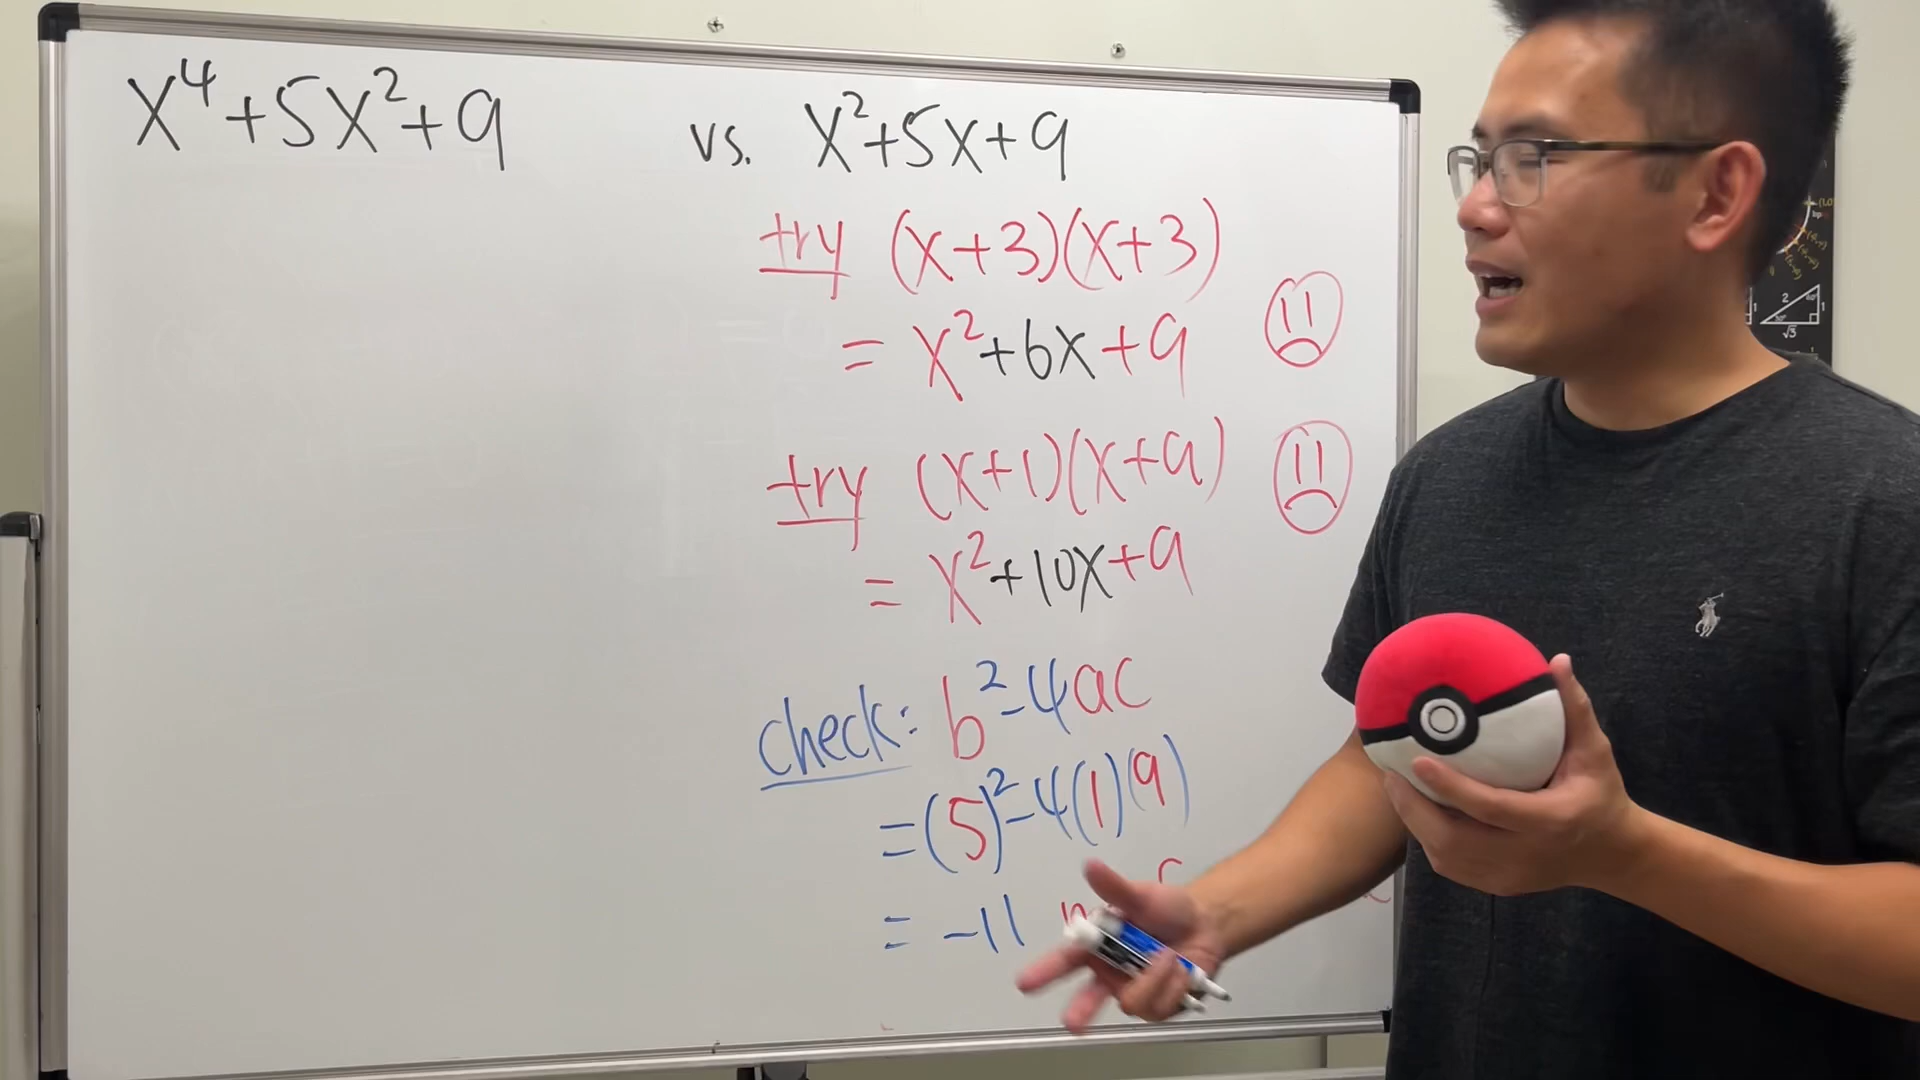 x⁴+5x²+9 vs. x²+5x+9
try (x+3)(x+3)
= x²+6x+9
try (x+1)(x+9)
= x²+10x+9
check: b²-4ac
=(5)²-4(1)(9)
= -11